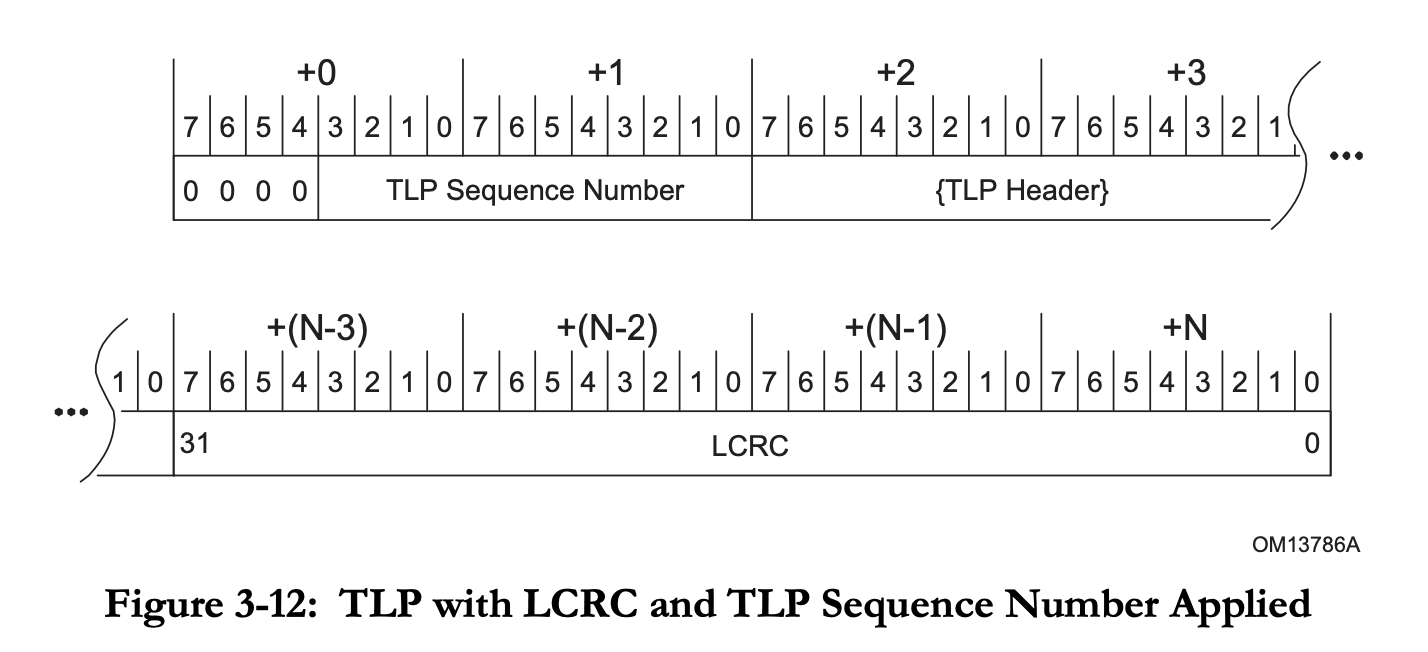 +0 +1 +2 +3
7 6 5 4 3 2 1 0 7 6 5 4 3 2 1 0 7 6 5 4 3 2 1 0 7 6 5 4 3 2 1
•••
0 0 0 0 TLP Sequence Number {TLP Header}
+(N-3) +(N-2) +(N-1) +N
1 0 7 6 5 4 3 2 1 0 7 6 5 4 3 2 1 0 7 6 5 4 3 2 1 0 7 6 5 4 3 2 1 0
•••
31 LCRC 0
OM13786A
Figure 3-12: TLP with LCRC and TLP Sequence Number Applied